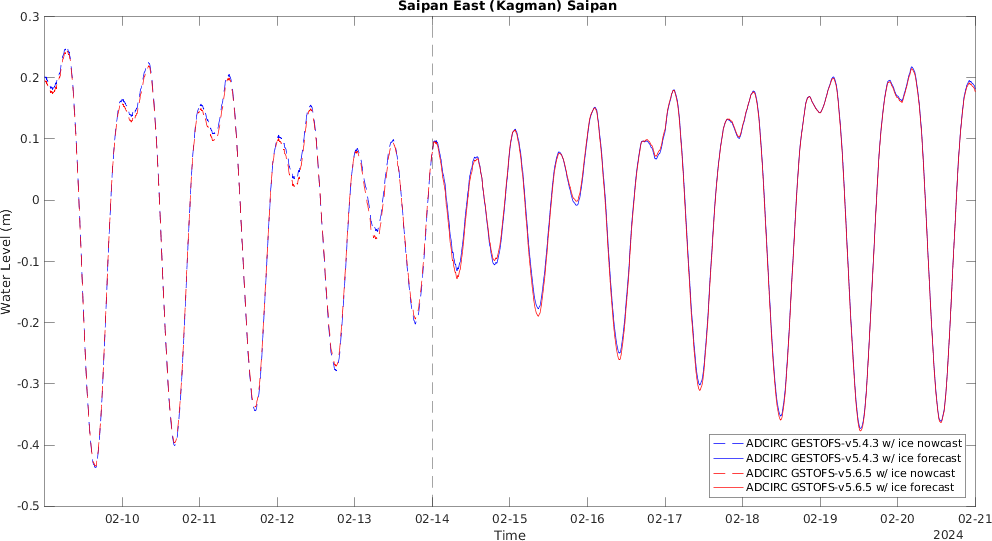 Saipan East (Kagman) Saipan
0.3
0.2
0.1
0
-0.1
-0.2
-0.3
-0.4
-0.5
Water Level (m)
02-10 02-11 02-12 02-13 02-14 02-15 02-16 02-17 02-18 02-19 02-20 02-21
Time
2024
ADCIRC GESTOFS-v5.4.3 w/ ice nowcast
ADCIRC GESTOFS-v5.4.3 w/ ice forecast
ADCIRC GSTOFS-v5.6.5 w/ ice nowcast
ADCIRC GSTOFS-v5.6.5 w/ ice forecast